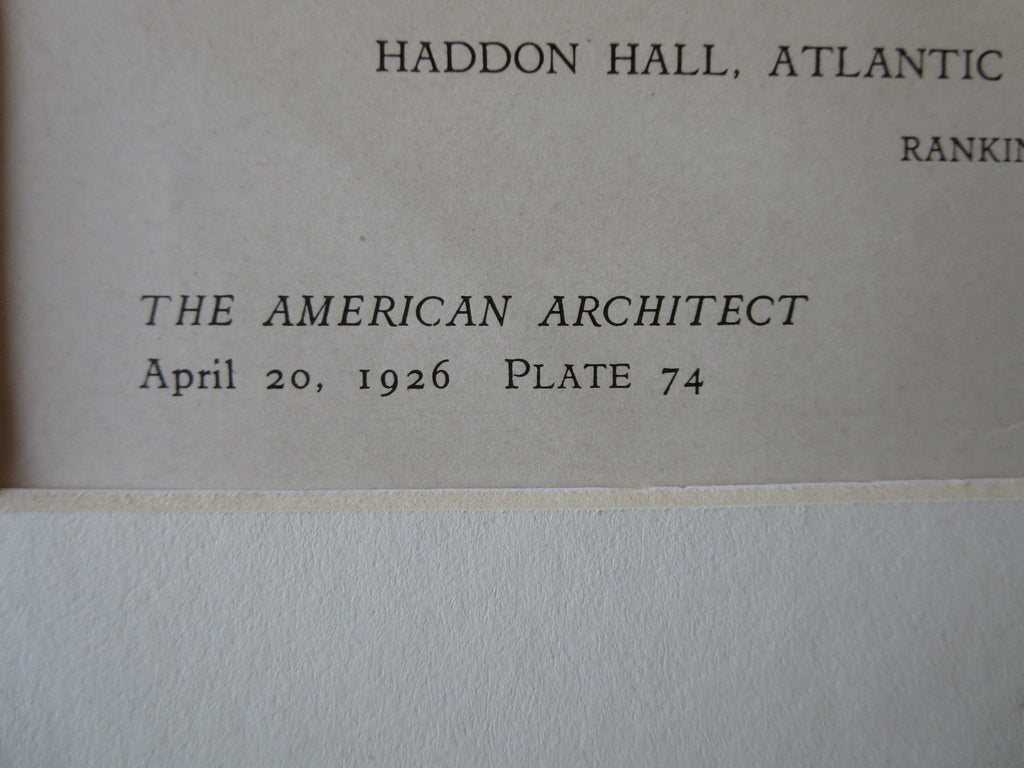 HADDON HALL, ATLANTIC
THE AMERICAN ARCHITECT
April 20, 1926 PLATE 74